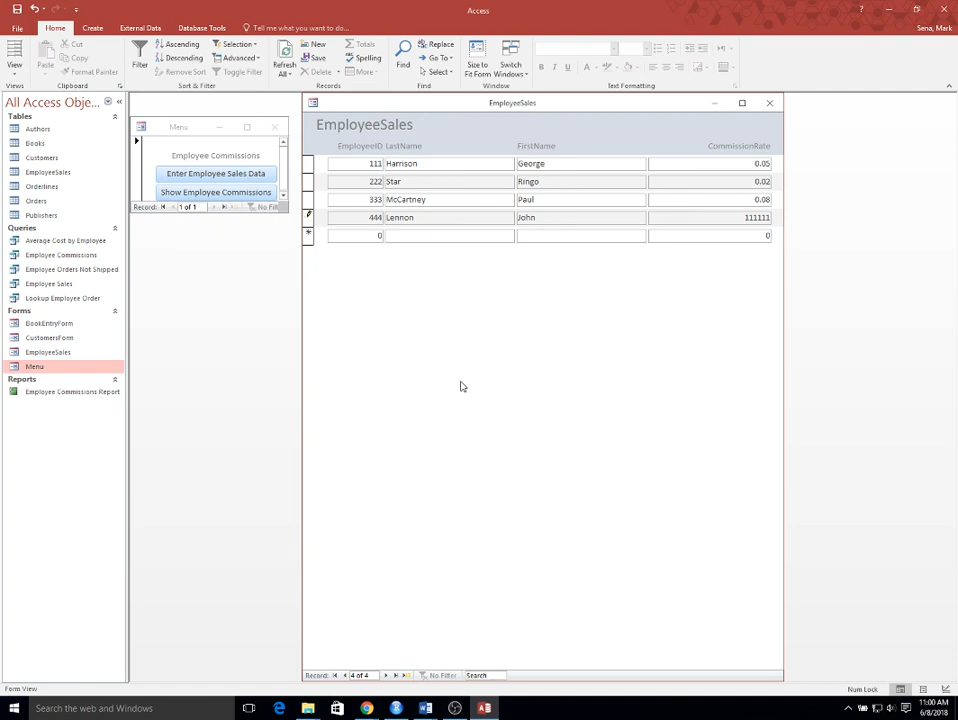 Access
Sena, Mark
File Home Create External Data Database Tools Tell me what you want to do...
View
Views
Paste
Cut
Copy
Format Painter
Clipboard
Filter
Ascending
Descending
Remove Sort
Selection
Advanced
Toggle Filter
Sort & Filter
Refresh
All
New
Save
Delete
Totals
Spelling
More
Records
Find
Replace
Go To
Select
Find
Size to
Fit Form
Switch
Windows
Window
B I U
A
Text Formatting
All Access Obje...
Tables
Authors
Books
Customers
EmployeeSales
Orderlines
Orders
Publishers
Queries
Average Cost by Employee
Employee Commissions
Employee Orders Not Shipped
Employee Sales
Lookup Employee Order
Forms
BookEntryForm
CustomersForm
EmployeeSales
Menu
Reports
Employee Commissions Report
Menu
Employee Commissions
Enter Employee Sales Data
Show Employee Commissions
Record: 1 of 1 No Filt
EmployeeSales
EmployeeSales
EmployeeID LastName FirstName CommissionRate
111 Harrison George 0.05
222 Star Ringo 0.02
333 McCartney Paul 0.08
444 Lennon John 111111
* 0 0
Record: 4 of 4 No Filter Search
Form View
Num Lock
Search the web and Windows
11:00 AM
6/8/2018